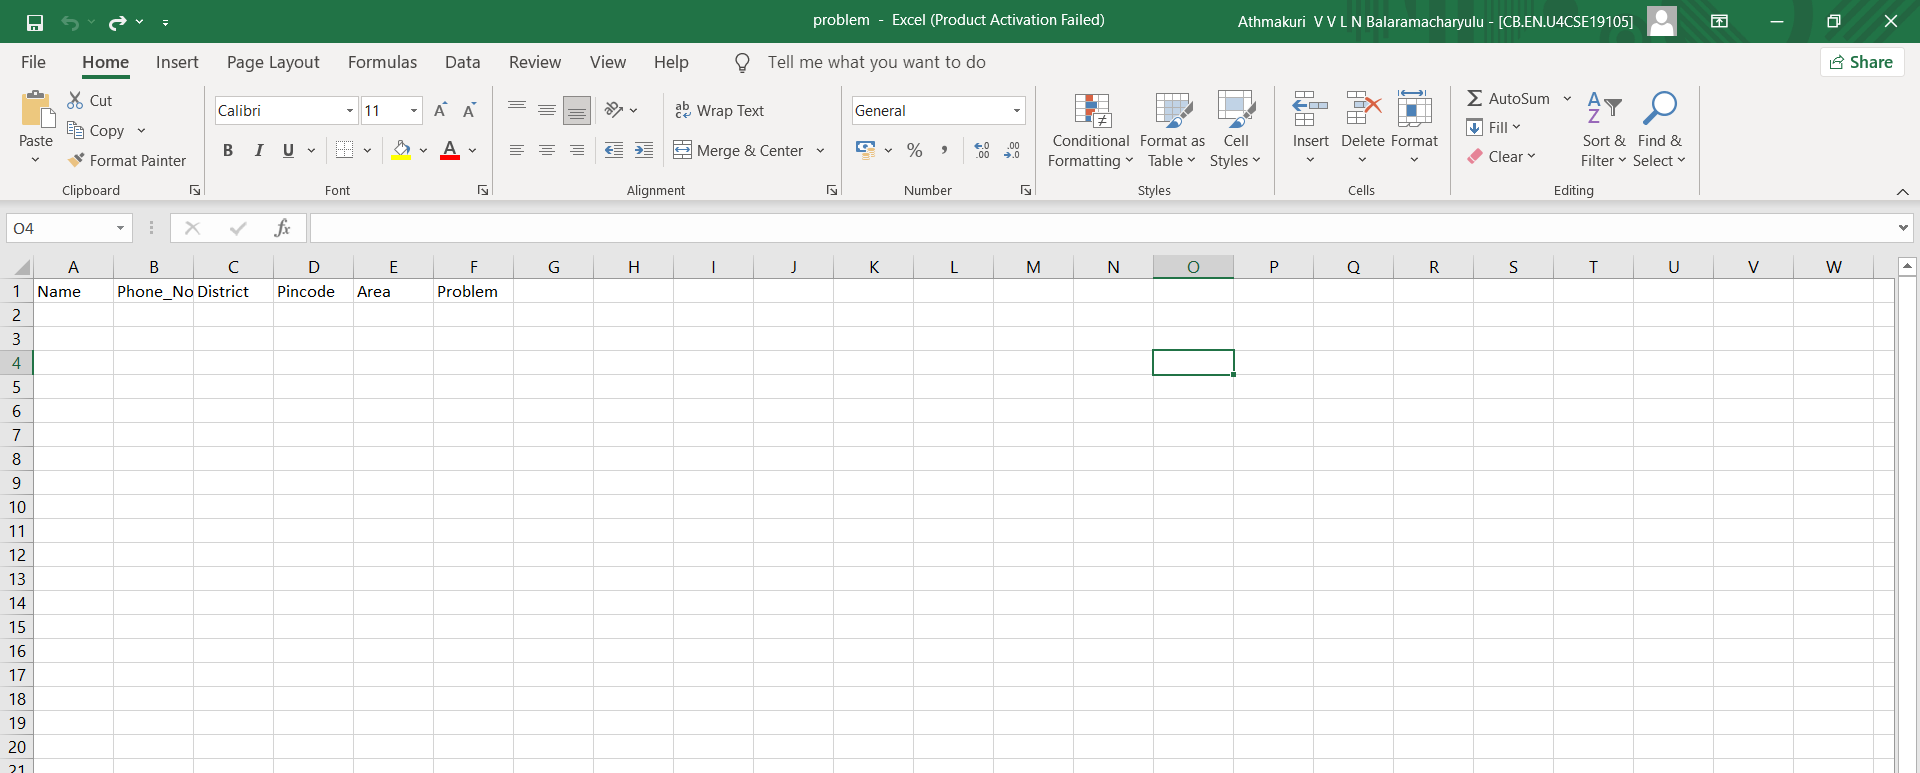 problem - Excel (Product Activation Failed)
Athmakuri V V L N Balaramacharyulu - [CB.EN.U4CSE19105]
File Home Insert Page Layout Formulas Data Review View Help Tell me what you want to do
Share
Paste
Cut
Copy
Format Painter
Clipboard
Calibri 11
B I U A
Font
ab Wrap Text
Merge & Center
Alignment
General
% ,
Number
Conditional Formatting
Format as Table
Cell Styles
Styles
Insert Delete Format
Cells
AutoSum
Fill
Clear
Sort & Filter
Find & Select
Editing
O4
fx
A B C D E F G H I J K L M N O P Q R S T U V W
1 Name Phone_No District Pincode Area Problem
2
3
4
5
6
7
8
9
10
11
12
13
14
15
16
17
18
19
20
21